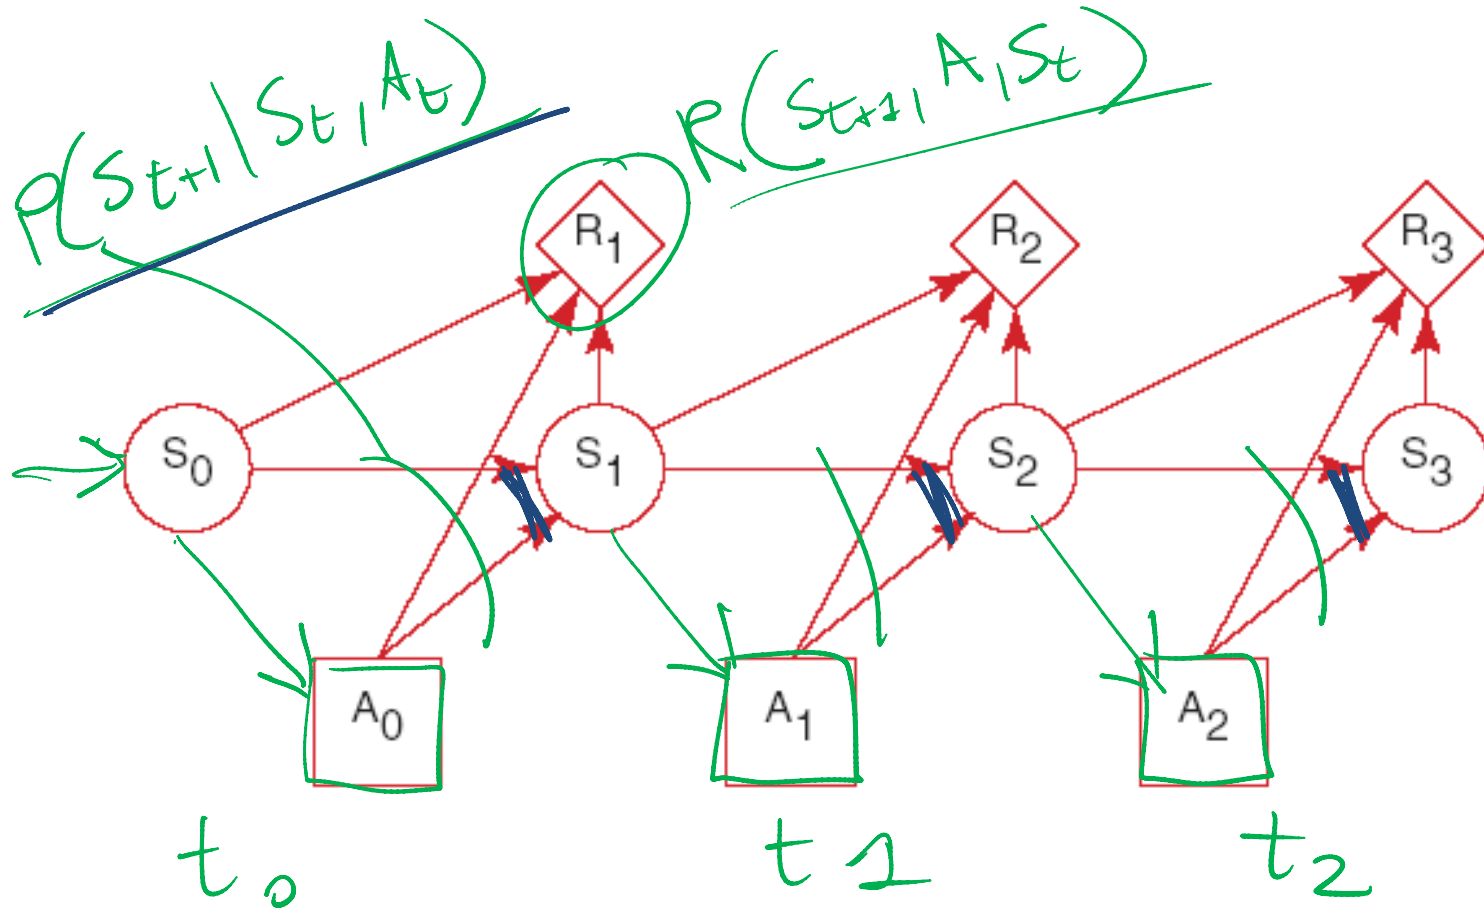 P(St+1|St,At)
R(St+1,A,St)
R1 R2 R3
S0 S1 S2 S3
A0 A1 A2
t0 t1 t2